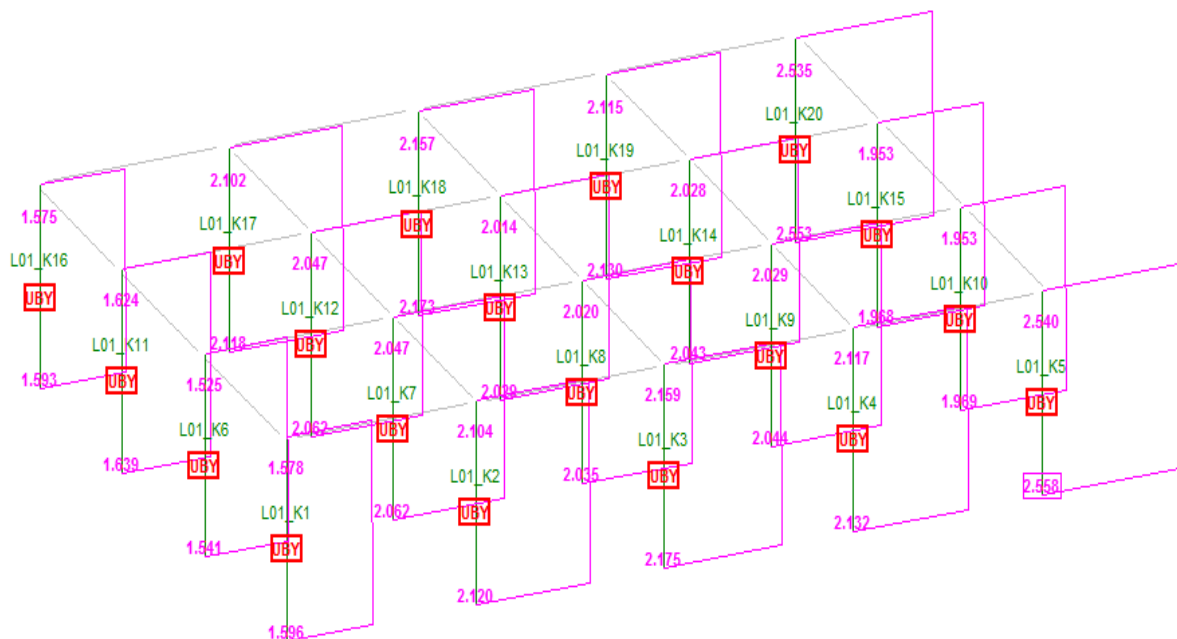 2.535
2.115
L01_K20
2.157
UBY
1.953
L01_K19
2.102
UBY
2.028
L01_K15
L01_K18
1.575
UBY
2.014
L01_K14
2.553
UBY
1.953
L01_K17
2.047
UBY
2.029
L01_K10
L01_K16
UBY
1.624
L01_K13
2.130
UBY
2.020
L01_K9
1.968
UBY
2.540
UBY
L01_K12
2.173
UBY
2.047
L01_K8
2.043
UBY
2.117
L01_K5
L01_K11
2.118
UBY
1.525
L01_K7
2.039
UBY
2.159
L01_K4
1.969
UBY
1.593
UBY
L01_K6
2.062
UBY
2.104
L01_K3
2.044
UBY
1.639
UBY
1.578
L01_K2
2.035
UBY
2.558
L01_K1
2.062
UBY
2.132
1.541
UBY
2.175
2.120
1.596